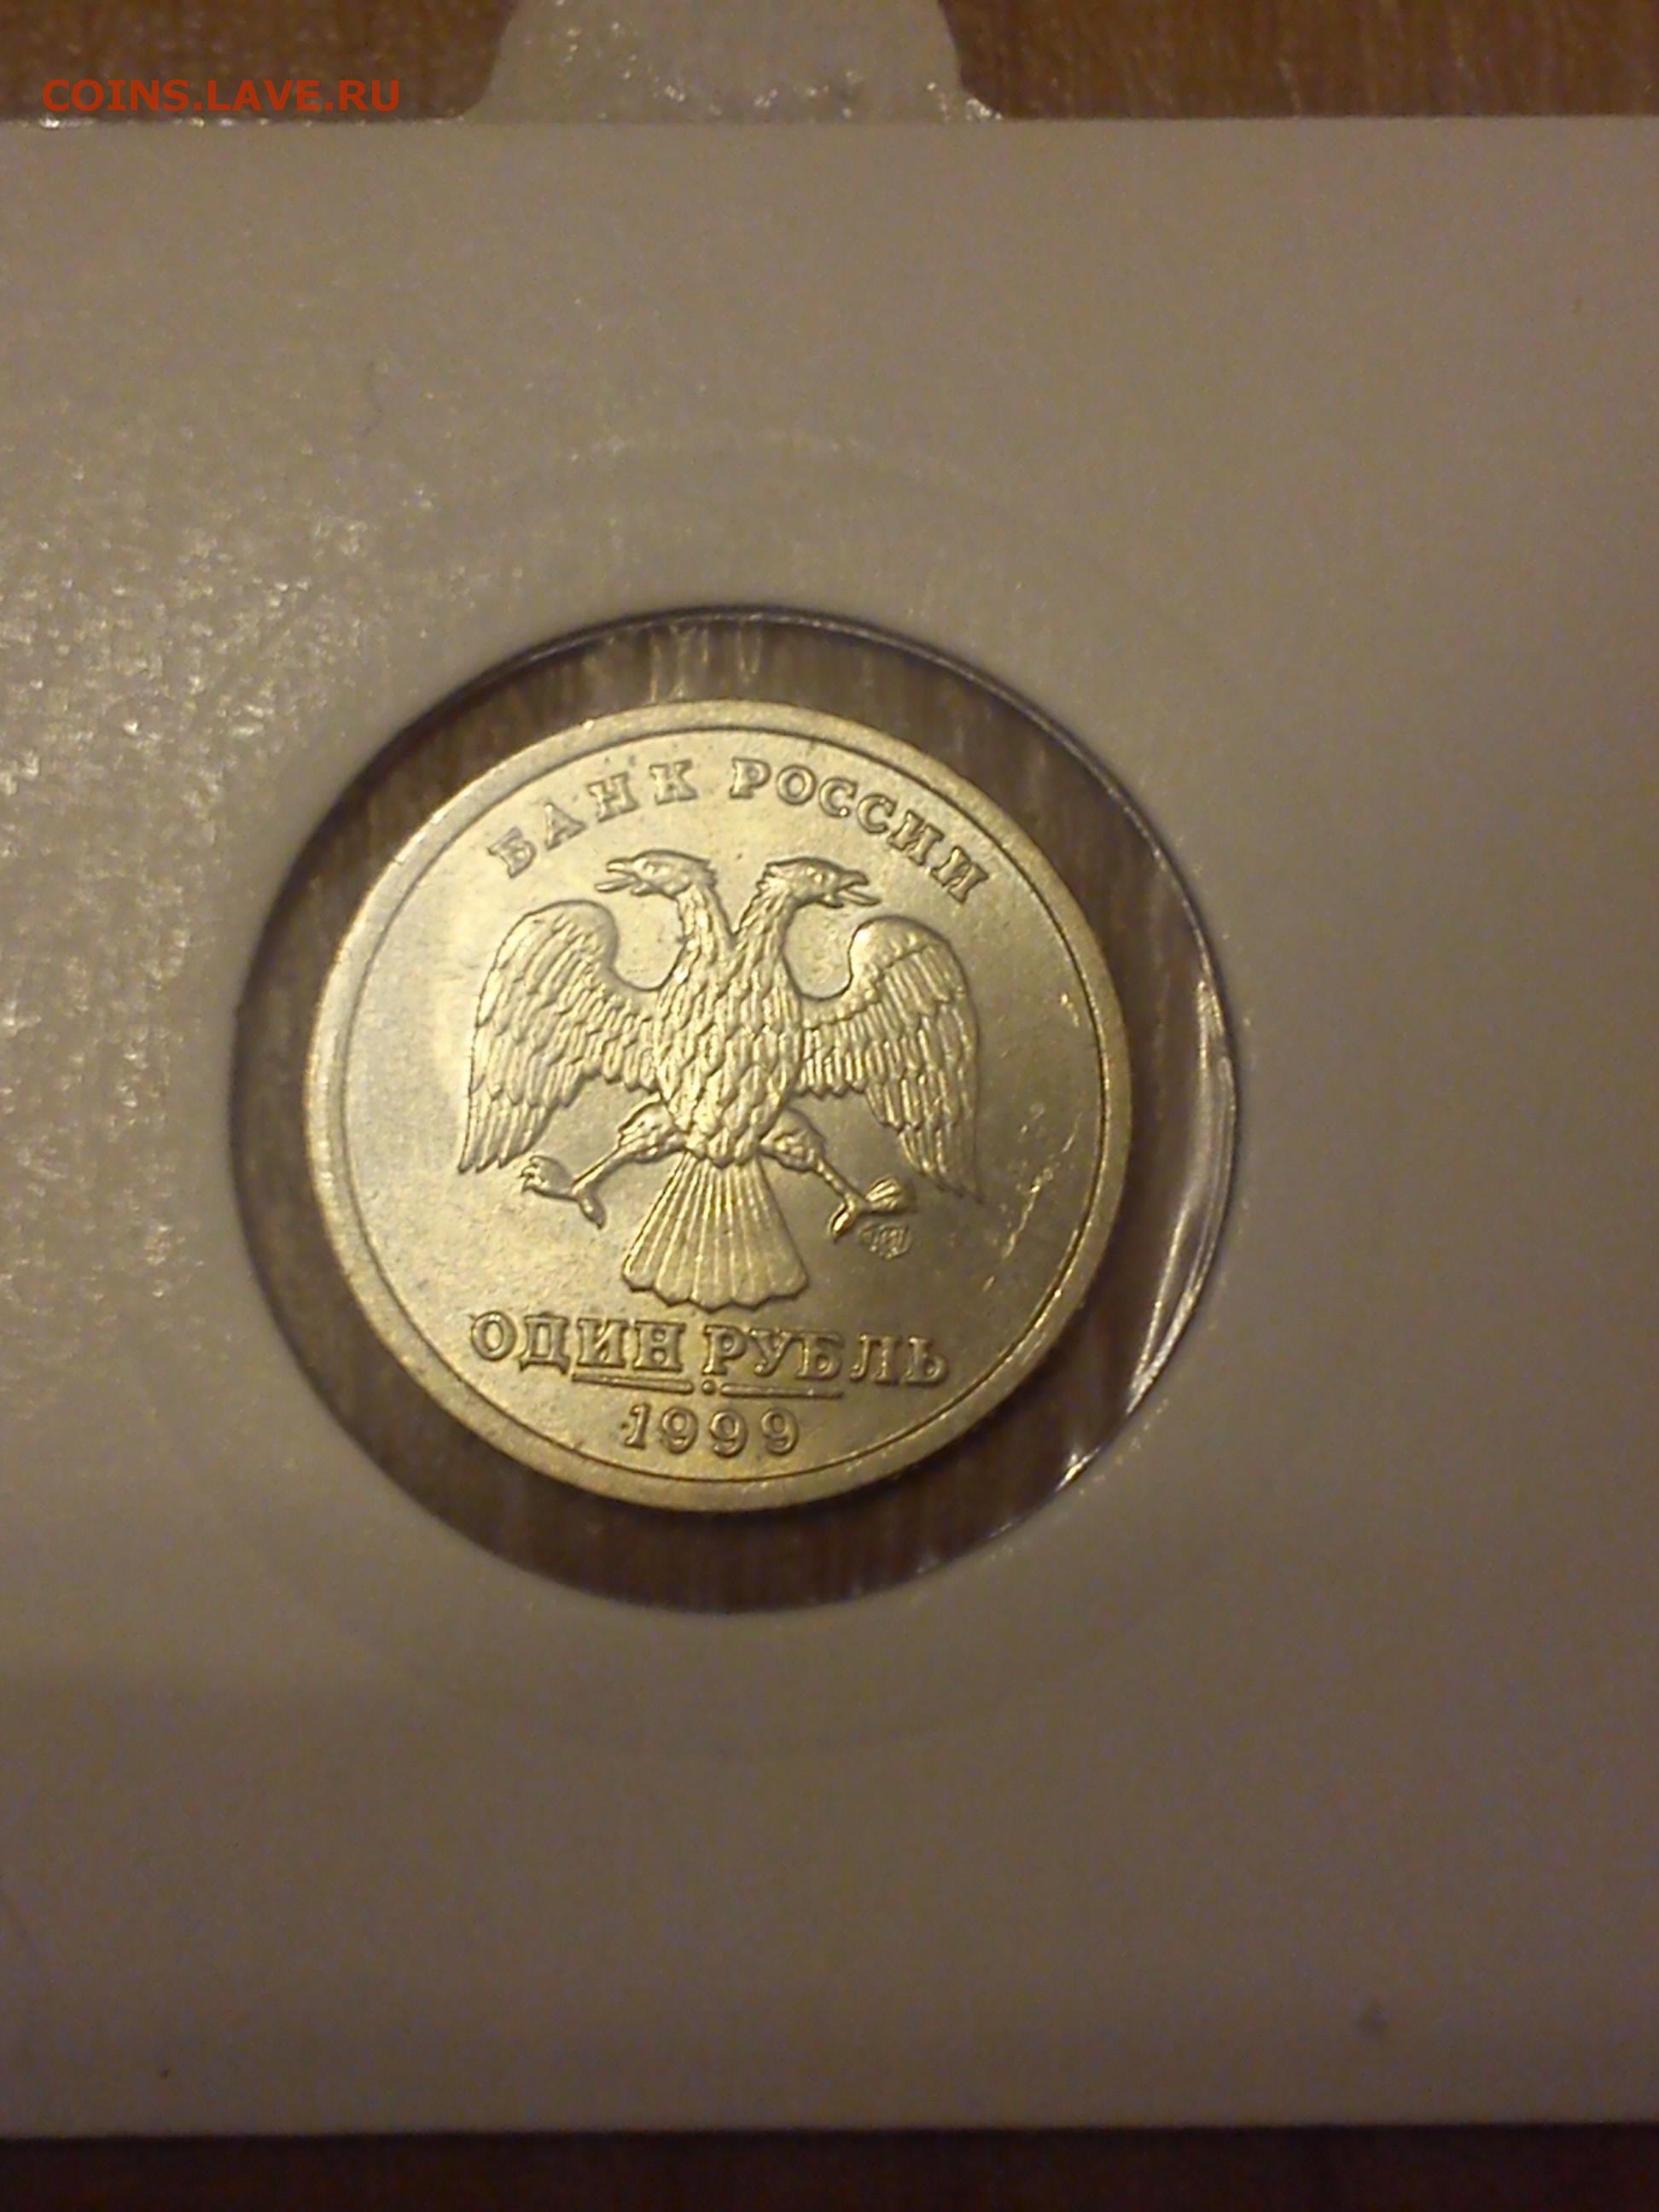 COINS.LAVE.RU
БАНК РОССИИ
ОДИН РУБЛЬ
1999